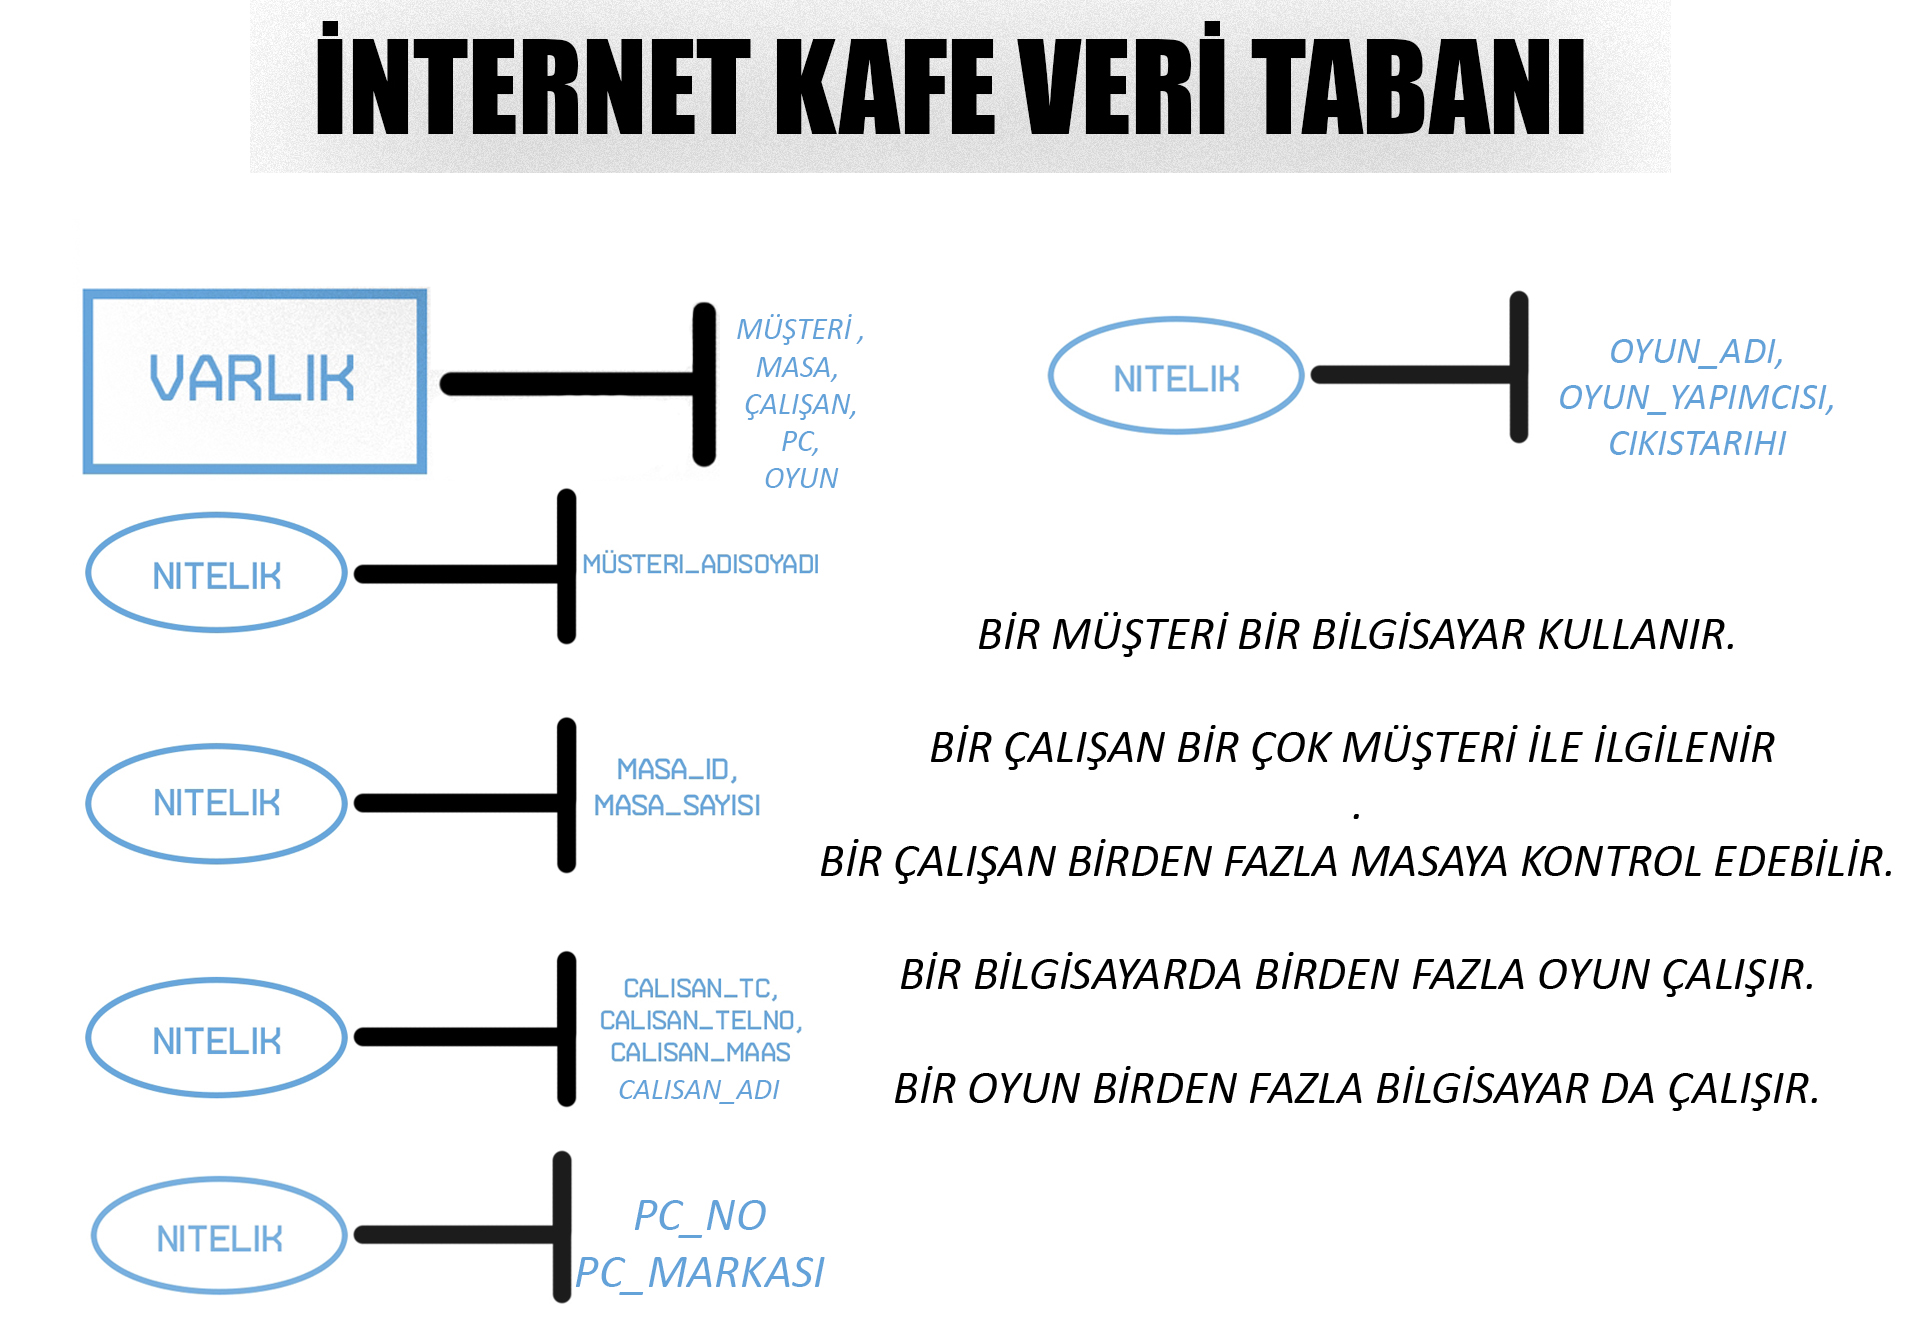 İNTERNET KAFE VERİ TABANI
VARLIK
MÜŞTERİ ,
MASA,
ÇALIŞAN,
PC,
OYUN
NITELIK
MÜSTERI_ADISOYADI
NITELIK
MASA_ID,
MASA_SAYISI
NITELIK
CALISAN_TC,
CALISAN_TELNO,
CALISAN_MAAS
CALISAN_ADI
NITELIK
PC_NO
PC_MARKASI
NITELIK
OYUN_ADI,
OYUN_YAPIMCISI,
CIKISTARIHI
BİR MÜŞTERİ BİR BİLGİSAYAR KULLANIR.
BİR ÇALIŞAN BİR ÇOK MÜŞTERİ İLE İLGİLENİR
.
BİR ÇALIŞAN BİRDEN FAZLA MASAYA KONTROL EDEBİLİR.
BİR BİLGİSAYARDA BİRDEN FAZLA OYUN ÇALIŞIR.
BİR OYUN BİRDEN FAZLA BİLGİSAYAR DA ÇALIŞIR.